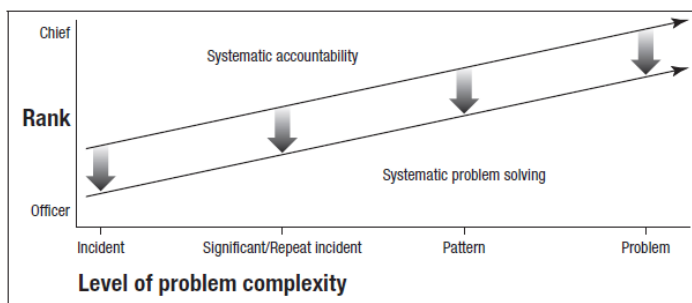 Chief
Systematic accountability
Rank
Systematic problem solving
Officer
Incident
Significant/Repeat incident
Pattern
Problem
Level of problem complexity